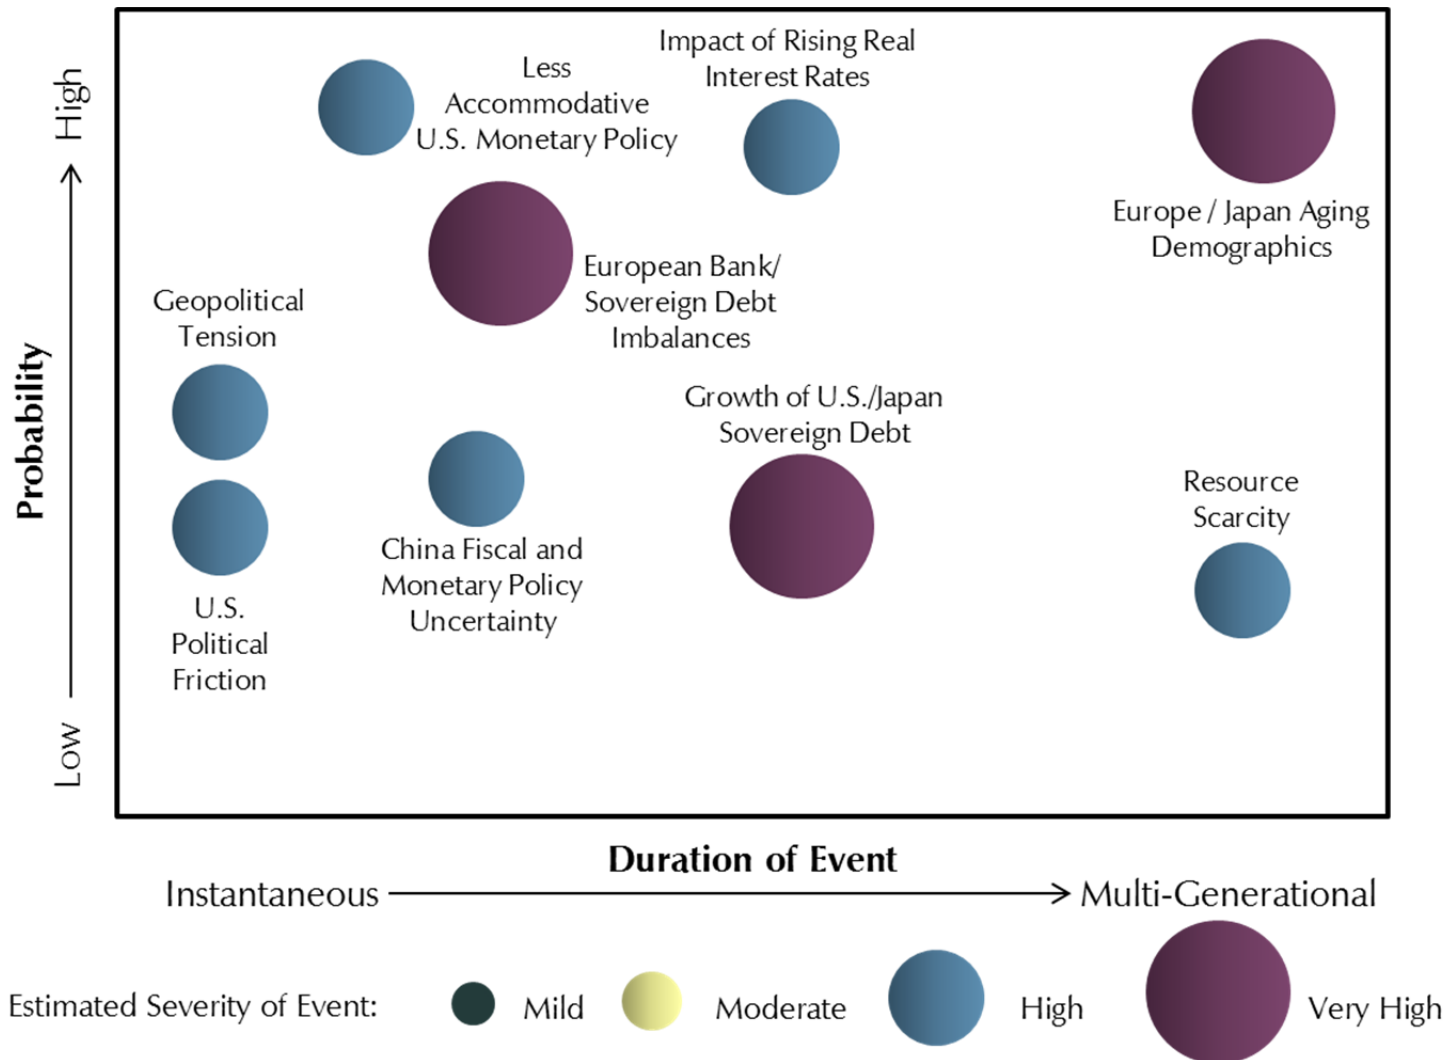 Impact of Rising Real
Interest Rates
Less
Accommodative
U.S. Monetary Policy
Europe / Japan Aging
Demographics
European Bank/
Sovereign Debt
Imbalances
Geopolitical
Tension
Growth of U.S./Japan
Sovereign Debt
Resource
Scarcity
China Fiscal and
Monetary Policy
Uncertainty
U.S.
Political
Friction
High
Probability
Low
Duration of Event
Instantaneous
Multi-Generational
Estimated Severity of Event:
Mild
Moderate
High
Very High